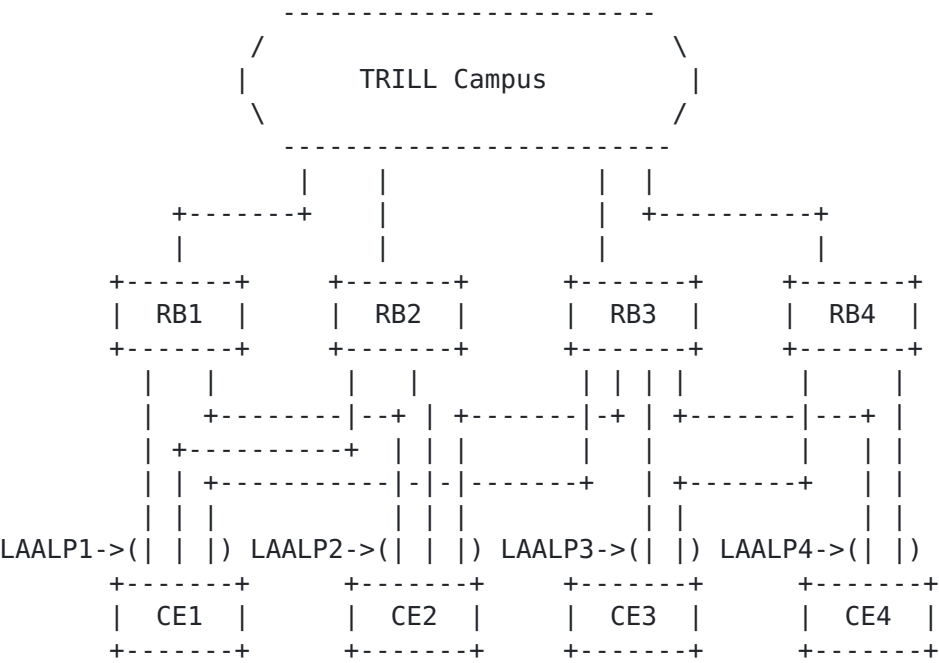 TRILL Campus
RB1 RB2 RB3 RB4
LAALP1->( ) LAALP2->( ) LAALP3->( ) LAALP4->( )
CE1 CE2 CE3 CE4